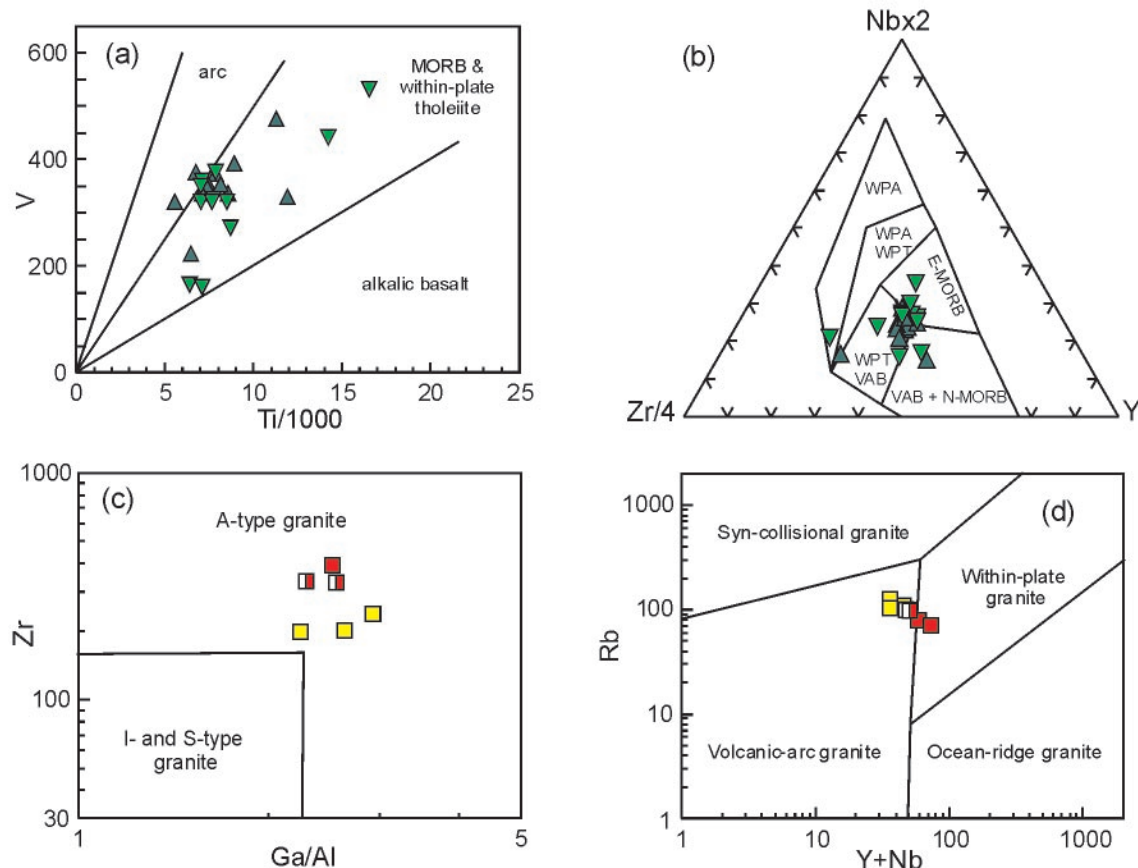 (a)
600
400
200
0
V
arc
MORB &
within-plate
tholeiite
alkalic basalt
0
5
10
15
20
25
Ti/1000
(b)
Nbx2
WPA
WPA
WPT
E-MORB
WPT
VAB
VAB + N-MORB
Zr/4
Y
(c)
1000
100
30
Zr
A-type granite
I- and S-type
granite
1
5
Ga/Al
(d)
1000
100
10
1
Rb
Syn-collisional granite
Within-plate
granite
Volcanic-arc granite
Ocean-ridge granite
1
10
100
1000
Y+Nb